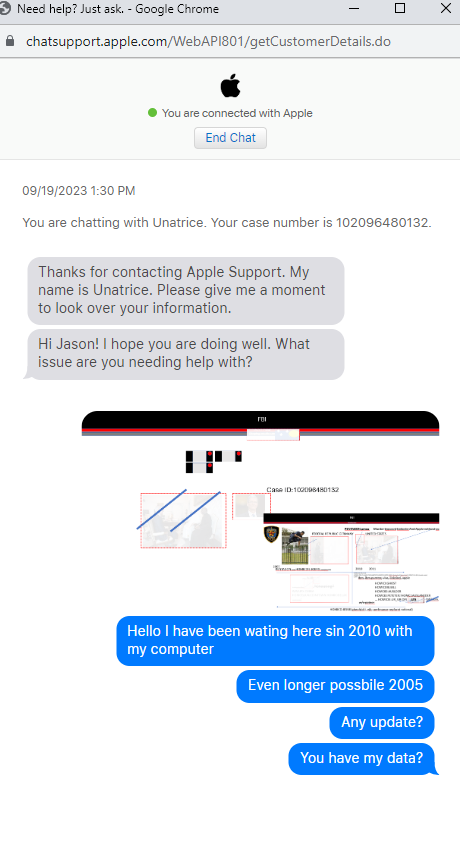 Need help? Just ask. - Google Chrome
chatsupport.apple.com/WebAPI801/getCustomerDetails.do
You are connected with Apple
End Chat
09/19/2023 1:30 PM
You are chatting with Unatrice. Your case number is 102096480132.
Thanks for contacting Apple Support. My
name is Unatrice. Please give me a moment
to look over your information.
Hi Jason! I hope you are doing well. What
issue are you needing help with?
FBI
Case ID:102096480132
Hello I have been wating here sin 2010 with
my computer
Even longer possbile 2005
Any update?
You have my data?